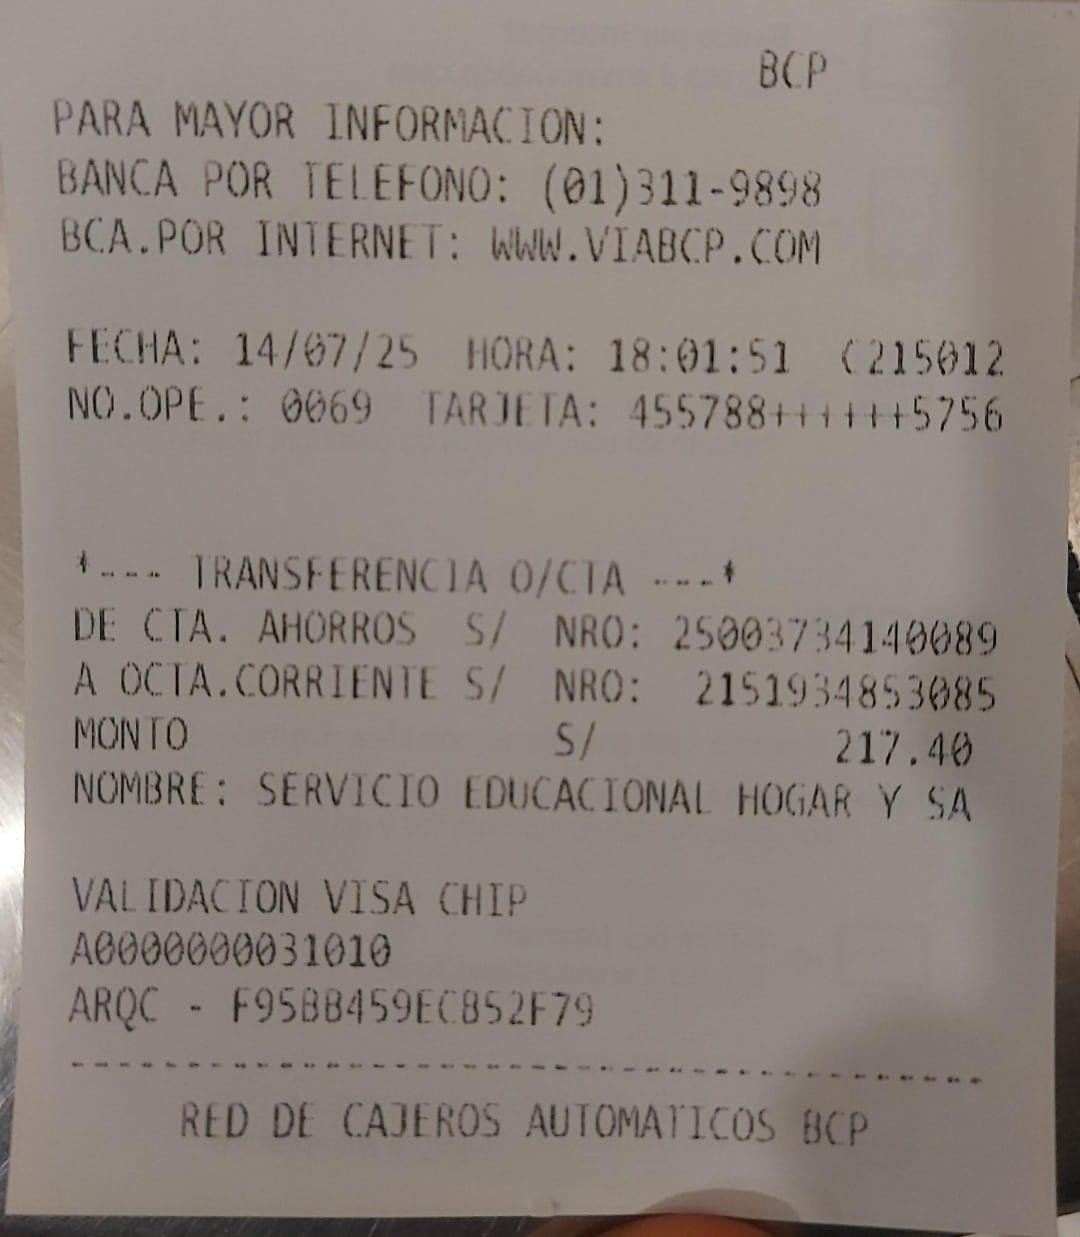 BCP
PARA MAYOR INFORMACION:
BANCA POR TELEFONO: (01)311-9898
BCA.POR INTERNET: WWW.VIABCP.COM
FECHA: 14/07/25 HORA: 18:01:51 (215012
NO.OPE.: 0069 TARJETA: 455788++++++5756
*--- TRANSFERENCIA O/CTA ---*
DE CTA. AHORROS S/ NRO: 25003734140089
A OCTA.CORRIENTE S/ NRO: 2151934853085
MONTO S/ 217.40
NOMBRE: SERVICIO EDUCACIONAL HOGAR Y SA
VALIDACION VISA CHIP
A0000000031010
ARQC - F95BB459ECB52F79
----------------------------------------
RED DE CAJEROS AUTOMATICOS BCP